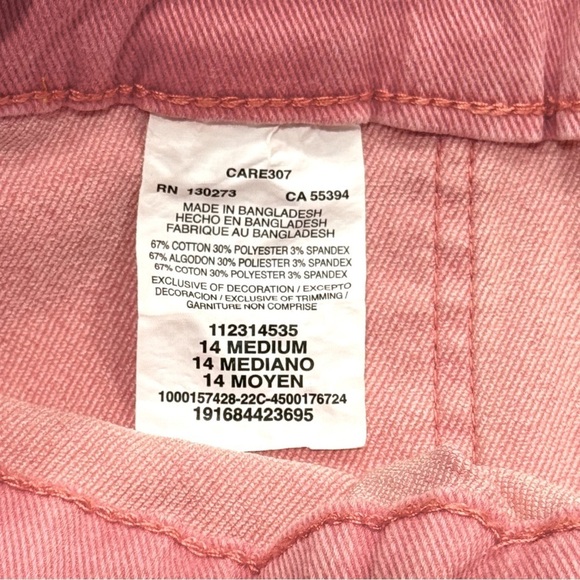 CARE307
RN 130273 CA 55394
MADE IN BANGLADESH
HECHO EN BANGLADESH
FABRIQUE AU BANGLADESH
67% COTTON 30% POLYESTER 3% SPANDEX
67% ALGODON 30% POLIESTER 3% SPANDEX
67% COTON 30% POLYESTER 3% SPANDEX
EXCLUSIVE OF DECORATION / EXCEPTO
DECORACION / EXCLUSIVE OF TRIMMING /
GARNITURE NON COMPRISE
112314535
14 MEDIUM
14 MEDIANO
14 MOYEN
1000157428-22C-4500176724
191684423695